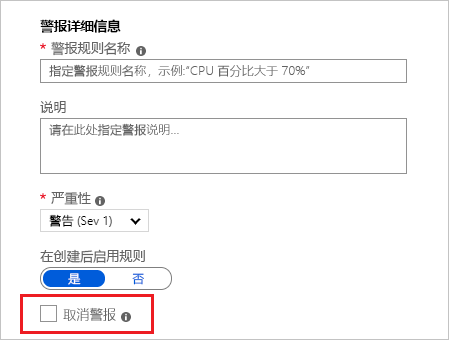 警报详细信息
* 警报规则名称
指定警报规则名称，示例:“CPU 百分比大于 70%”
说明
请在此处指定警报说明...
* 严重性
警告 (Sev 1)
在创建后启用规则
是 否
取消警报